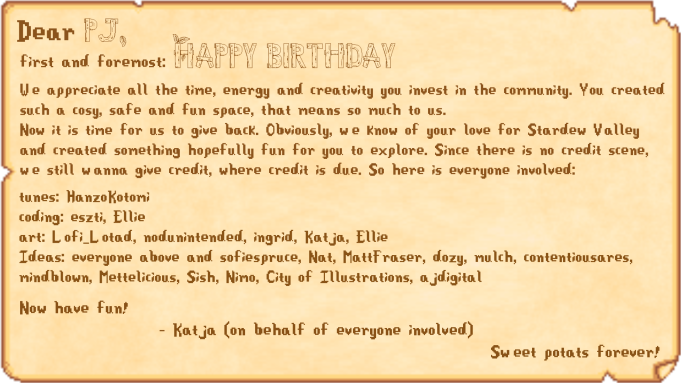 Dear PJ,
first and foremost: HAPPY BIRTHDAY
We appreciate all the time, energy and creativity you invest in the community. You created
such a cosy, safe and fun space, that means so much to us.
Now it is time for us to give back. Obviously, we know of your love for Stardew Valley
and created something hopefully fun for you to explore. Since there is no credit scene,
we still wanna give credit, where credit is due. So here is everyone involved:
tunes: HanzoKotomi
coding: eszti, Ellie
art: Lofi_Lotad, nodunintended, ingrid, Katja, Ellie
Ideas: everyone above and sofiespruce, Nat, MattFraser, dozy, mulch, contentiousares,
mindblown, Mettelicious, Sish, Nimo, City of Illustrations, ajdigital
Now have fun!
- Katja (on behalf of everyone involved)
Sweet potats forever!